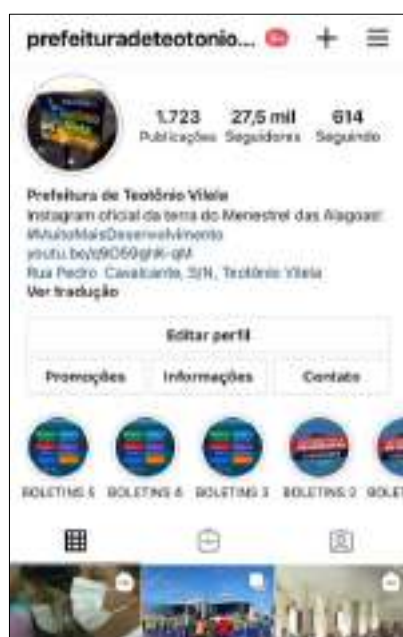 prefeituradeteotonio...
1.723 27,5 mil 614
Publicações Seguidores Seguindo
Prefeitura de Teotônio Vilela
Instagram oficial da terra do Menestrel das Alagoas!
#MuitoMaisDesenvolvimento
Rua Pedro Cavalcante, S/N, Teotônio Vilela
Ver tradução
Editar perfil
Promoções Informações Contato
BOLETINS 5 BOLETINS 4 BOLETINS 3 BOLETINS 2 BOLET